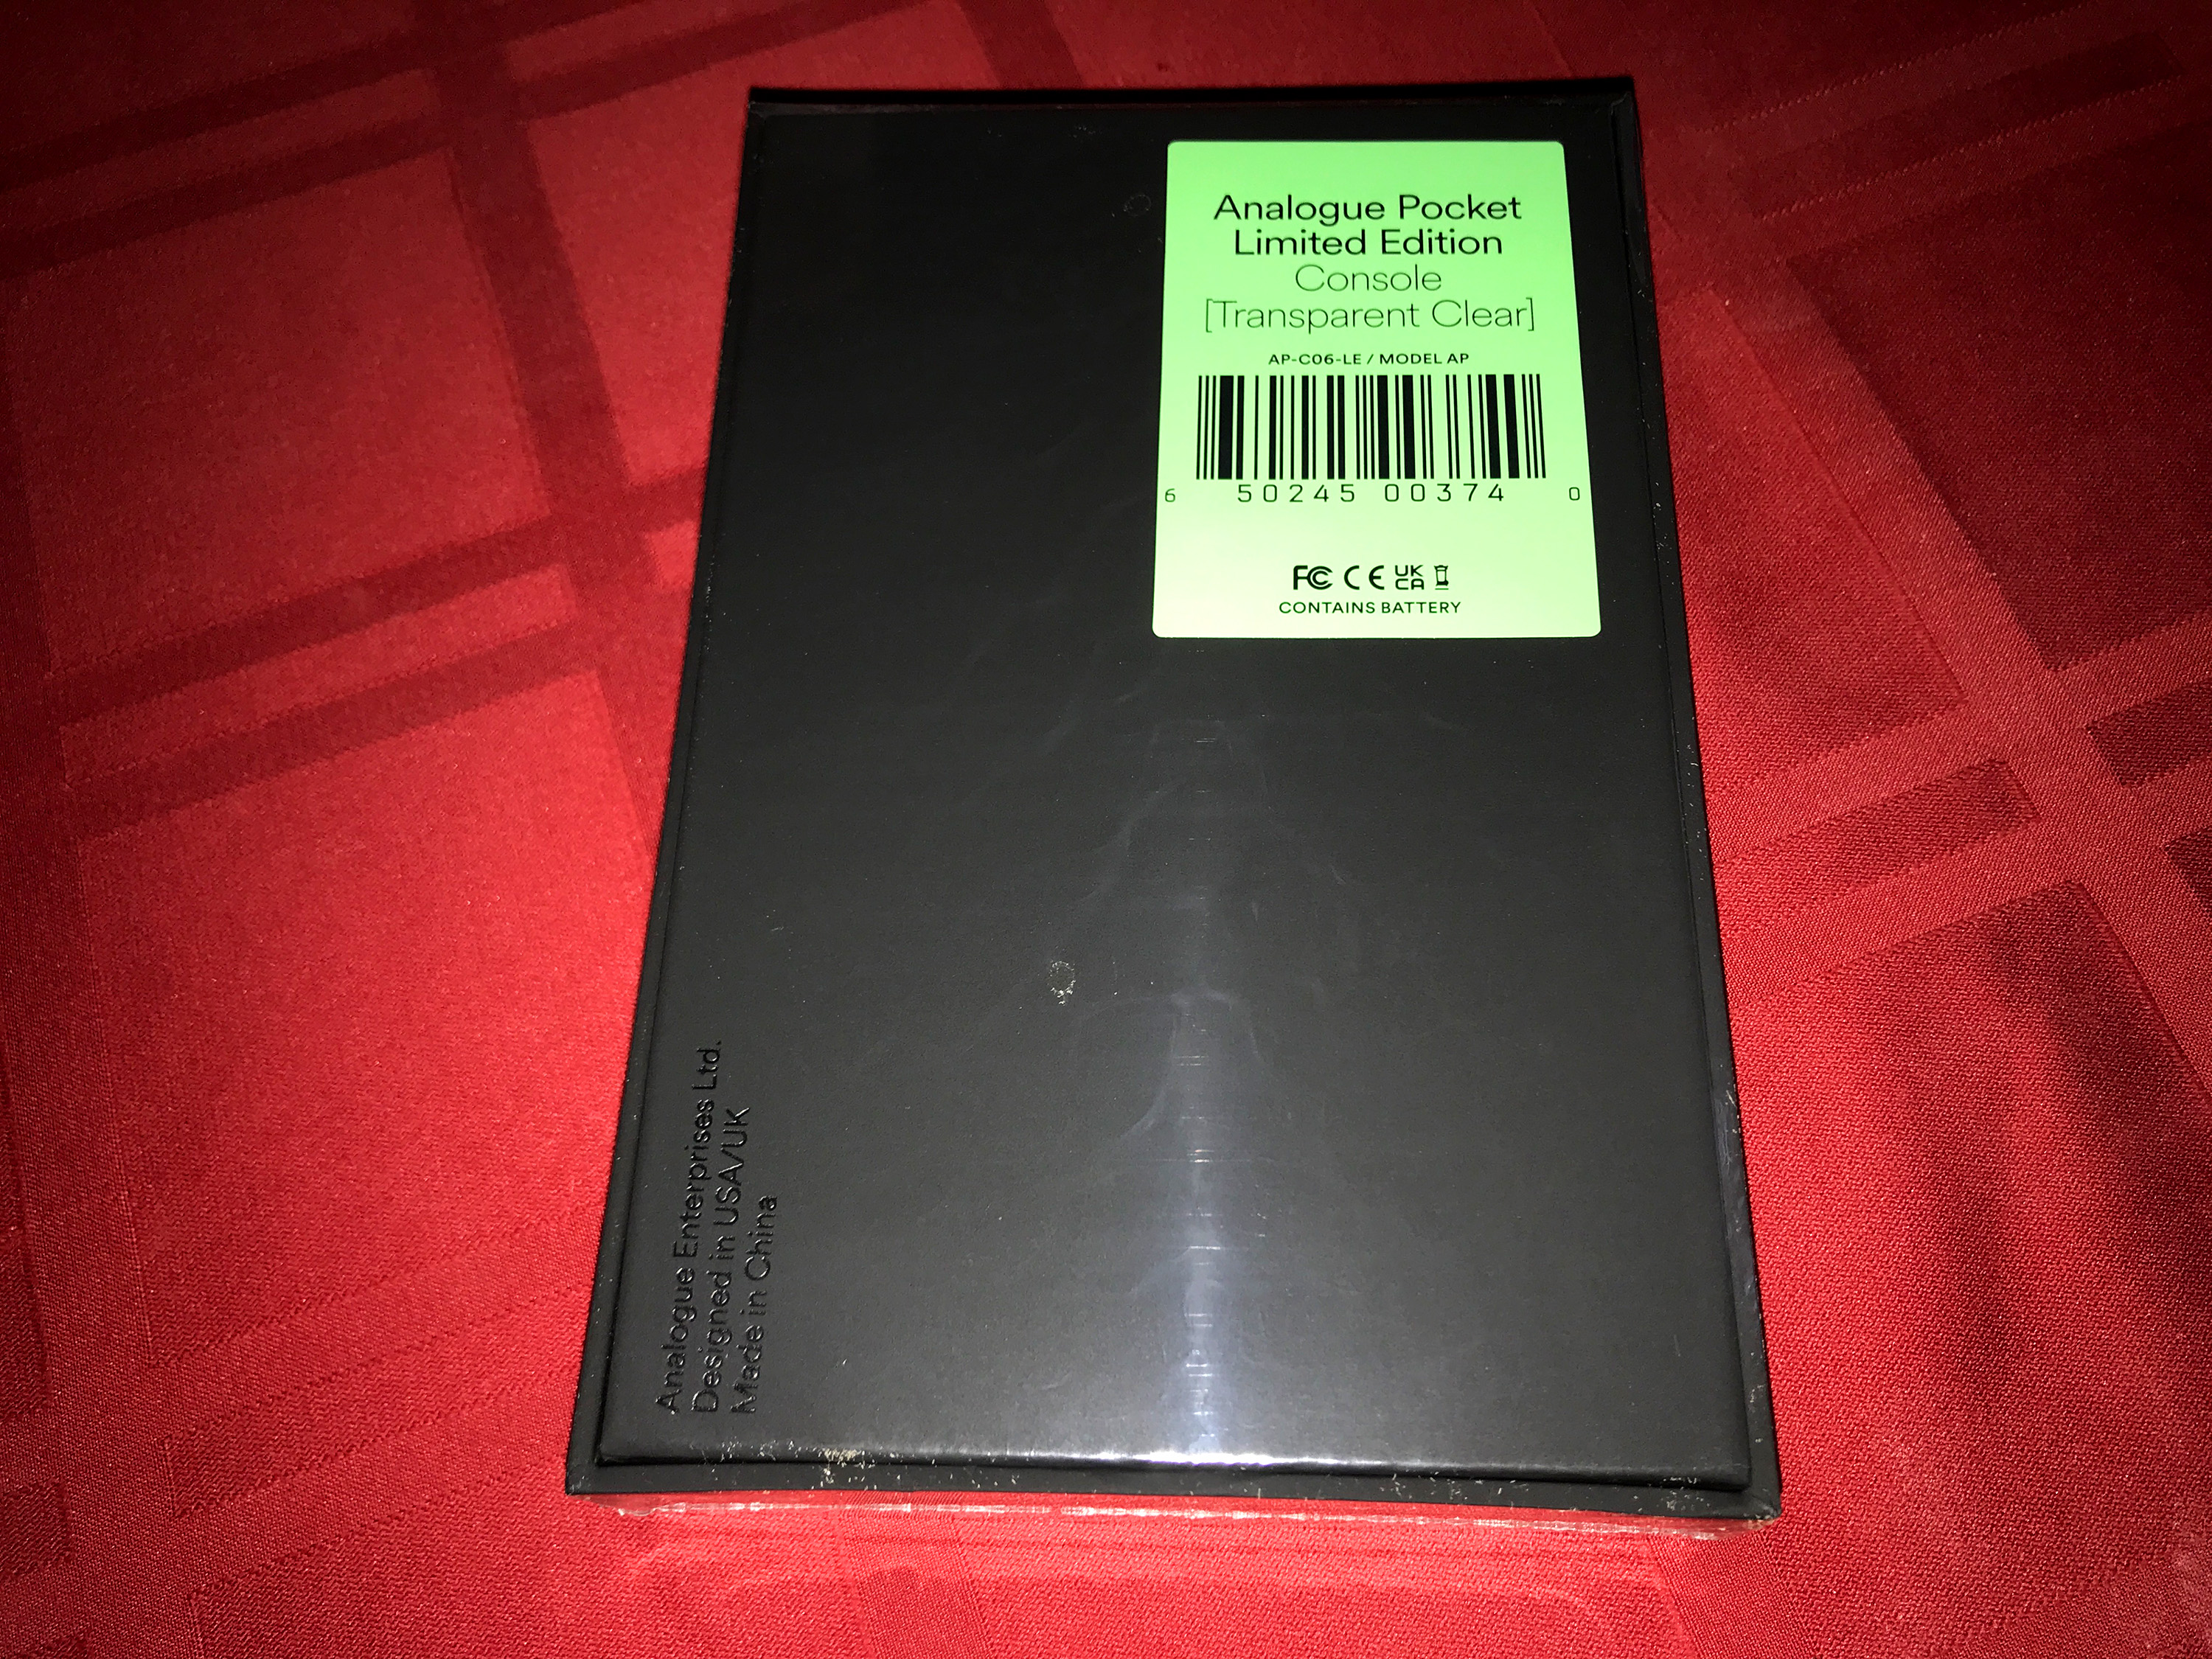 Analogue Pocket
Limited Edition
Console
[Transparent Clear]
AP-C06-LE / MODEL AP
6 50245 00374 0
FC CE UK CA
CONTAINS BATTERY
Analogue Enterprises Ltd.
Designed in USA/UK
Made in China